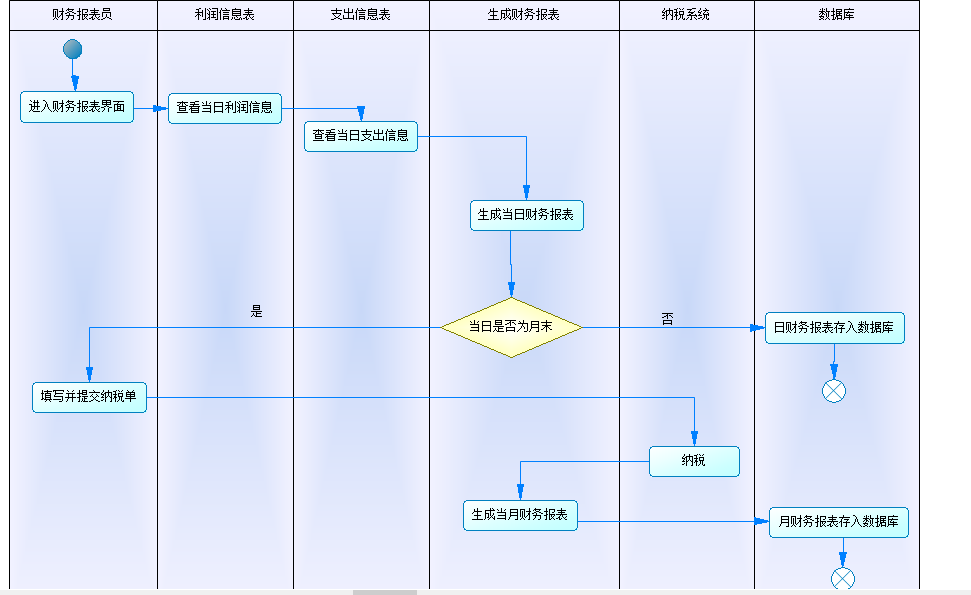 财务报表员
利润信息表
支出信息表
生成财务报表
纳税系统
数据库
进入财务报表界面
查看当日利润信息
查看当日支出信息
生成当日财务报表
是
当日是否为月末
否
日财务报表存入数据库
填写并提交纳税单
纳税
生成当月财务报表
月财务报表存入数据库